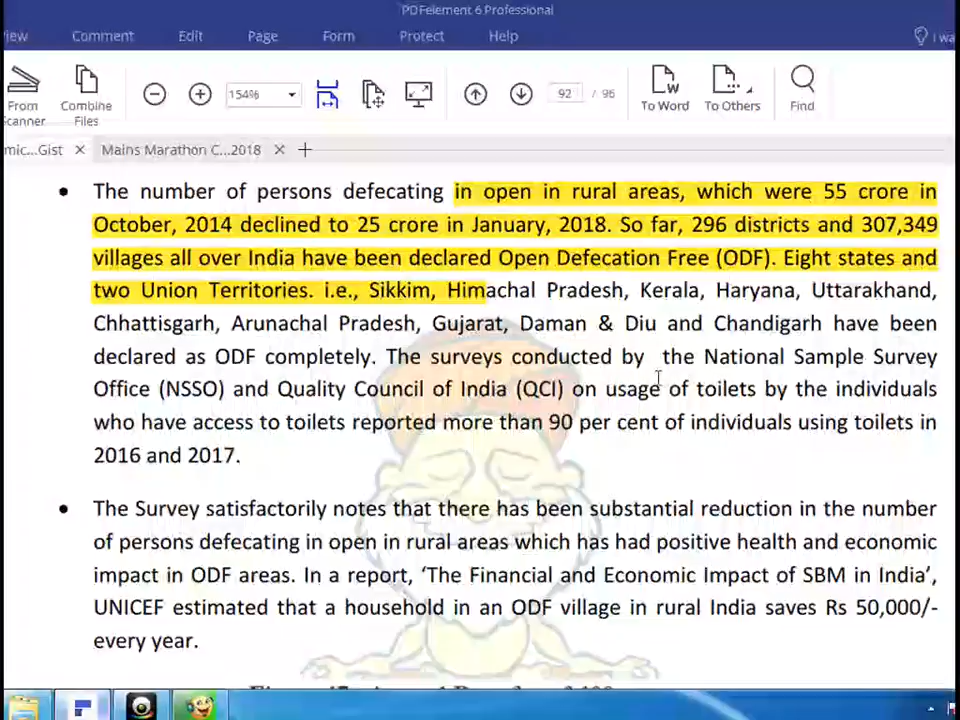 PDFelement 6 Professional
iew Comment Edit Page Form Protect Help I wa
From Scanner
Combine Files
154%
92 / 96
To Word
To Others
Find
mic...Gist × Mains Marathon C...2018 × +
• The number of persons defecating in open in rural areas, which were 55 crore in
October, 2014 declined to 25 crore in January, 2018. So far, 296 districts and 307,349
villages all over India have been declared Open Defecation Free (ODF). Eight states and
two Union Territories. i.e., Sikkim, Himachal Pradesh, Kerala, Haryana, Uttarakhand,
Chhattisgarh, Arunachal Pradesh, Gujarat, Daman & Diu and Chandigarh have been
declared as ODF completely. The surveys conducted by the National Sample Survey
Office (NSSO) and Quality Council of India (QCI) on usage of toilets by the individuals
who have access to toilets reported more than 90 per cent of individuals using toilets in
2016 and 2017.
• The Survey satisfactorily notes that there has been substantial reduction in the number
of persons defecating in open in rural areas which has had positive health and economic
impact in ODF areas. In a report, ‘The Financial and Economic Impact of SBM in India’,
UNICEF estimated that a household in an ODF village in rural India saves Rs 50,000/-
every year.